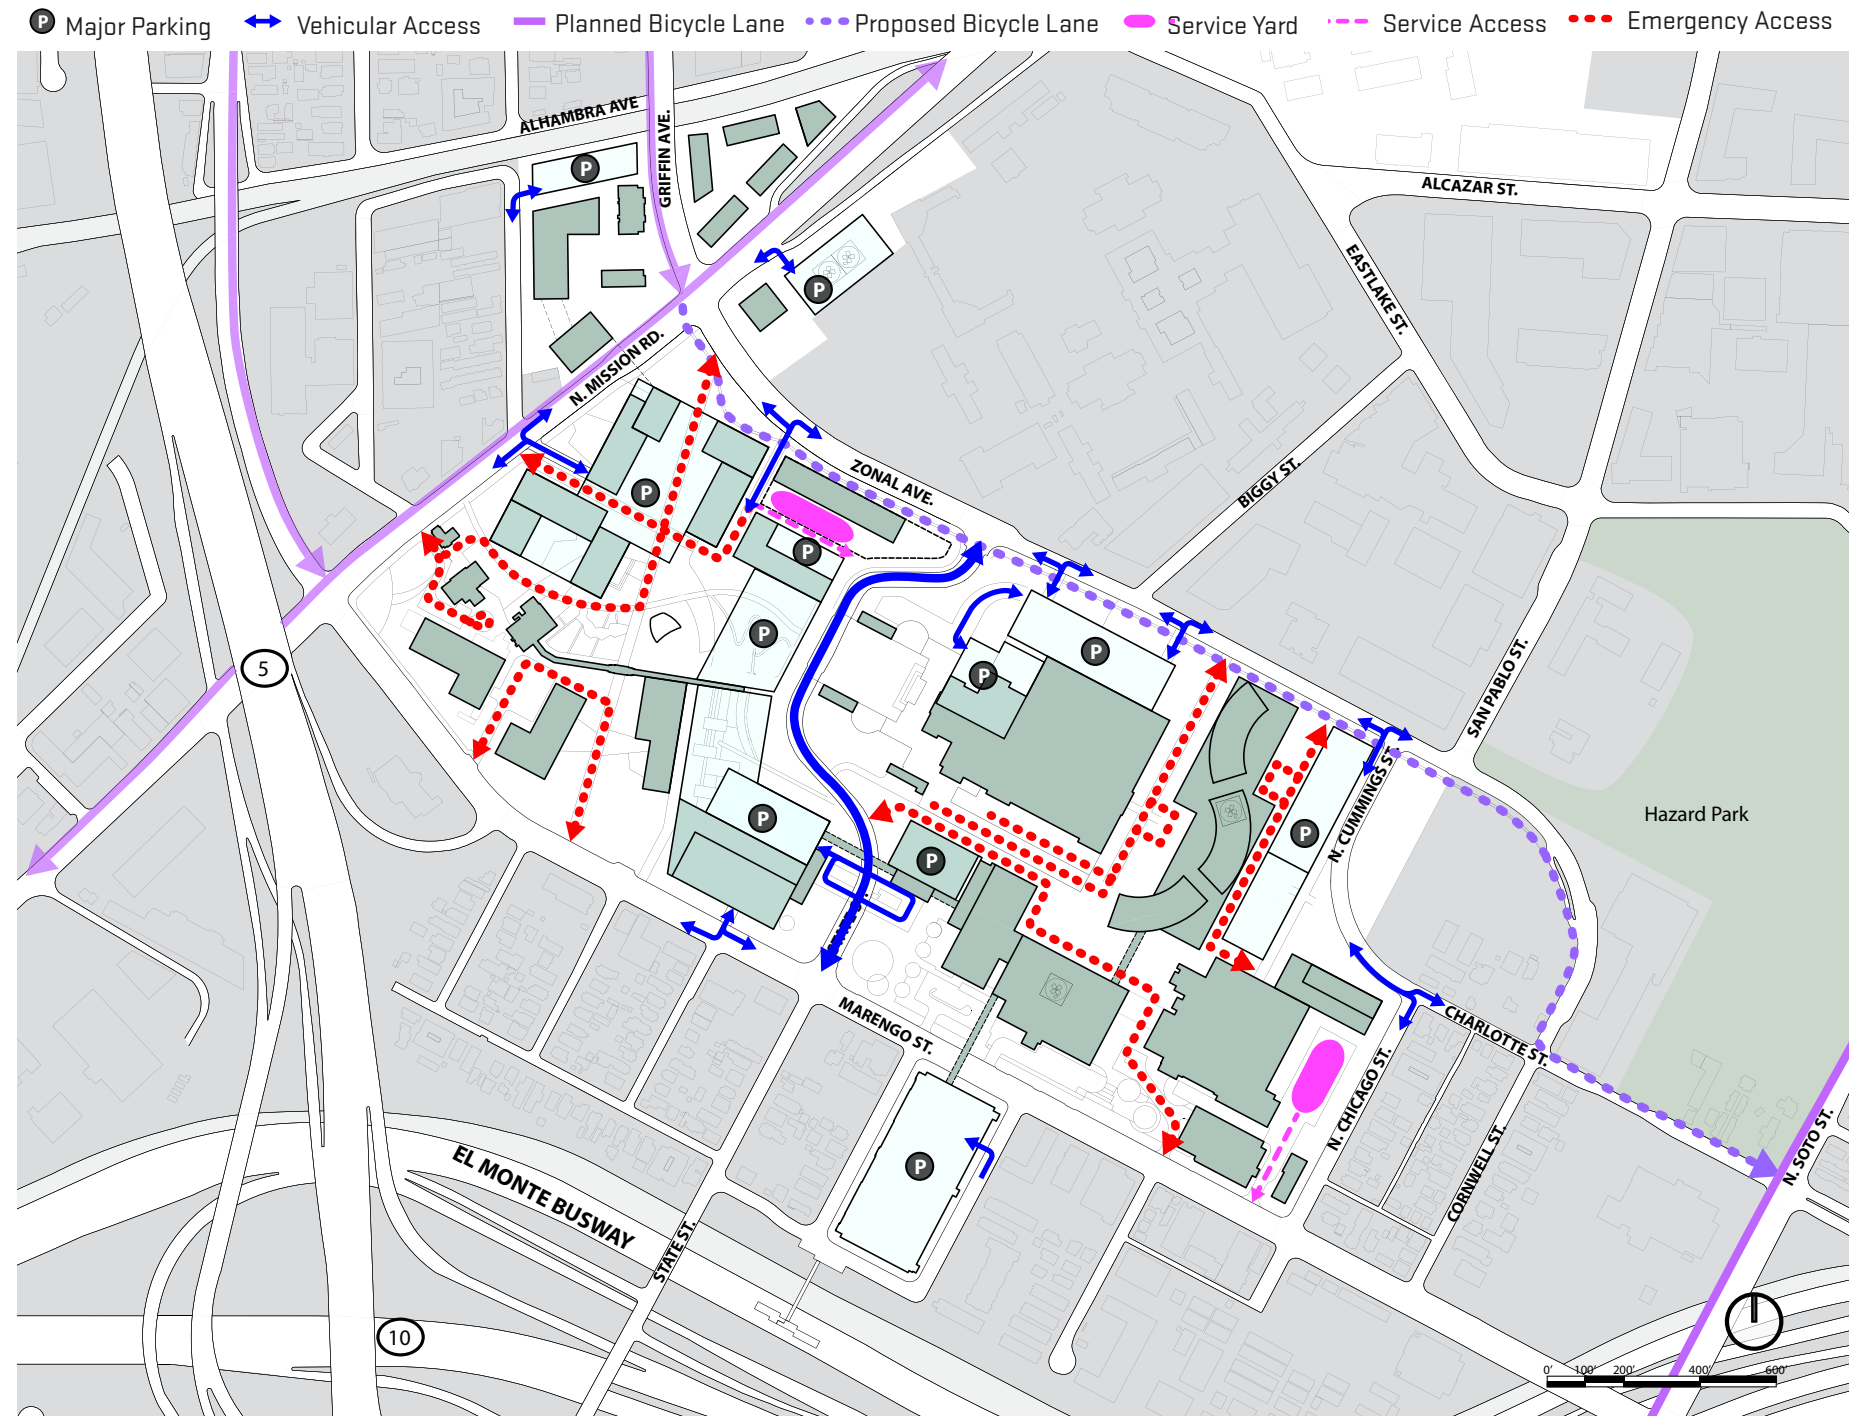 P Major Parking
Vehicular Access
Planned Bicycle Lane
Proposed Bicycle Lane
Service Yard
Service Access
Emergency Access
ALHAMBRA AVE
GRIFFIN AVE.
P
ALCAZAR ST.
EASTLAKE ST.
P
N. MISSION RD.
ZONAL AVE.
BIGGY ST.
P
P
P
SAN PABLO ST.
5
P
P
Hazard Park
P
P
P
N. CUMMINGS ST.
MARENGO ST.
CHARLOTTE ST.
N. CHICAGO ST.
CORNWELL ST.
N. SOTO ST.
P
EL MONTE BUSWAY
STATE ST.
10
0' 100' 200' 400' 600'